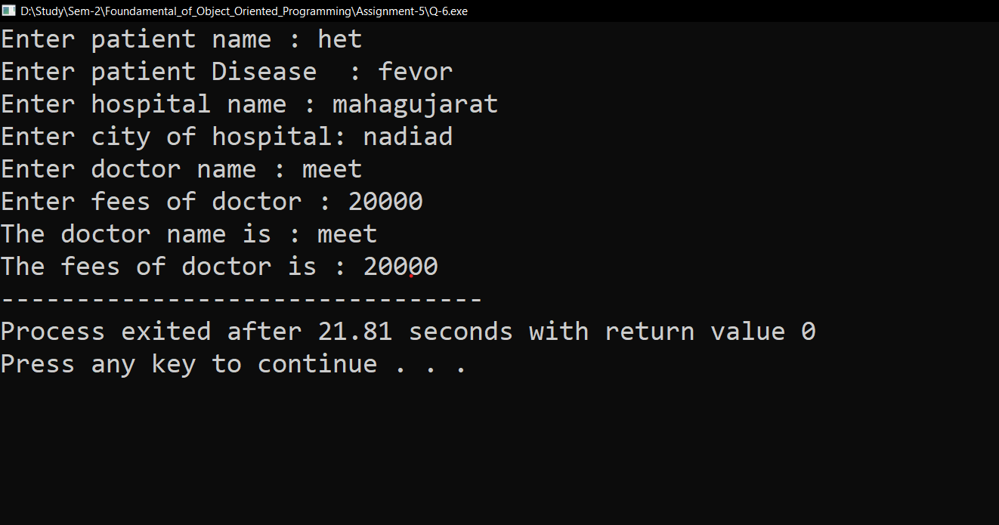 D:\Study\Sem-2\Foundamental_of_Object_Oriented_Programming\Assignment-5\Q-6.exe
Enter patient name : het
Enter patient Disease  : fevor
Enter hospital name : mahagujarat
Enter city of hospital: nadiad
Enter doctor name : meet
Enter fees of doctor : 20000
The doctor name is : meet
The fees of doctor is : 20000
--------------------------------
Process exited after 21.81 seconds with return value 0
Press any key to continue . . .